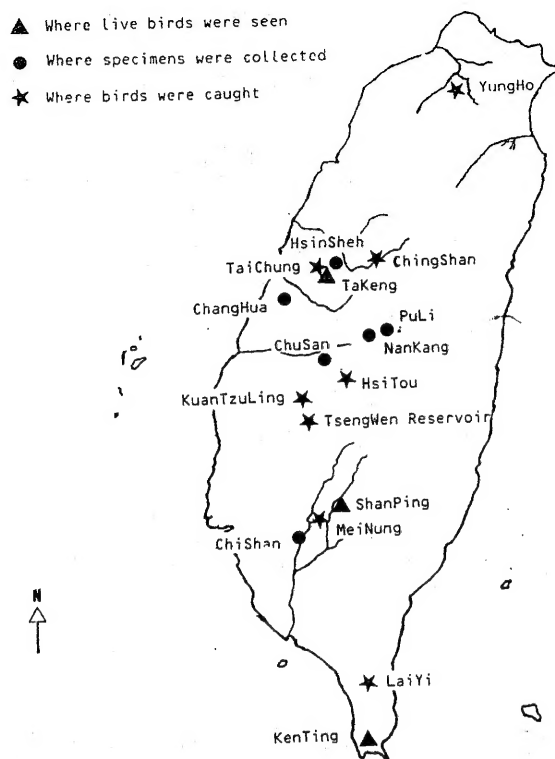 Where live birds were seen
Where specimens were collected
Where birds were caught
YungHo
HsinSheh
TaiChung
ChingShan
TaKeng
ChangHua
PuLi
ChuSan
NanKang
HsiTou
KuanTzuLing
TsengWen Reservoir
ShanPing
MeiNung
ChiShan
N
LaiYi
KenTing